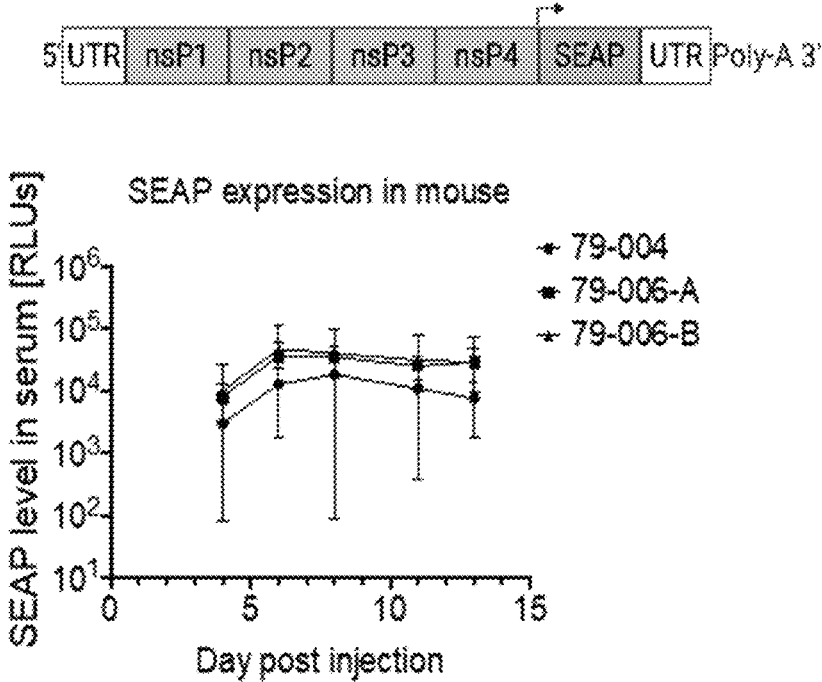 5' UTR nsP1 nsP2 nsP3 nsP4 SEAP UTR Poly-A 3'
SEAP expression in mouse
SEAP level in serum [RLUs]
10^6
10^5
10^4
10^3
10^2
10^1
0 5 10 15
Day post injection
79-004
79-006-A
79-006-B